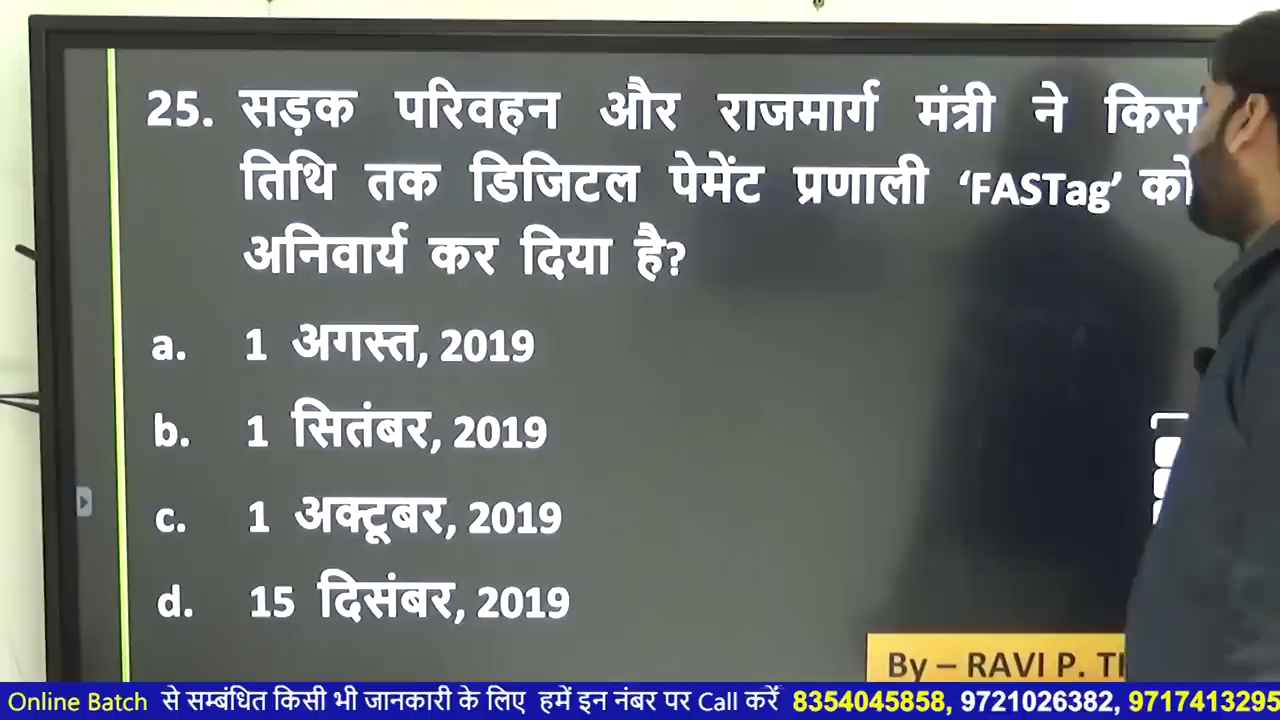 25. सड़क परिवहन और राजमार्ग मंत्री ने किस
तिथि तक डिजिटल पेमेंट प्रणाली ‘FASTag’ को
अनिवार्य कर दिया है?
a. 1 अगस्त, 2019
b. 1 सितंबर, 2019
c. 1 अक्टूबर, 2019
d. 15 दिसंबर, 2019
By – RAVI P.
Online Batch से सम्बंधित किसी भी जानकारी के लिए हमें इन नंबर पर Call करें 8354045858, 9721026382, 9717413295